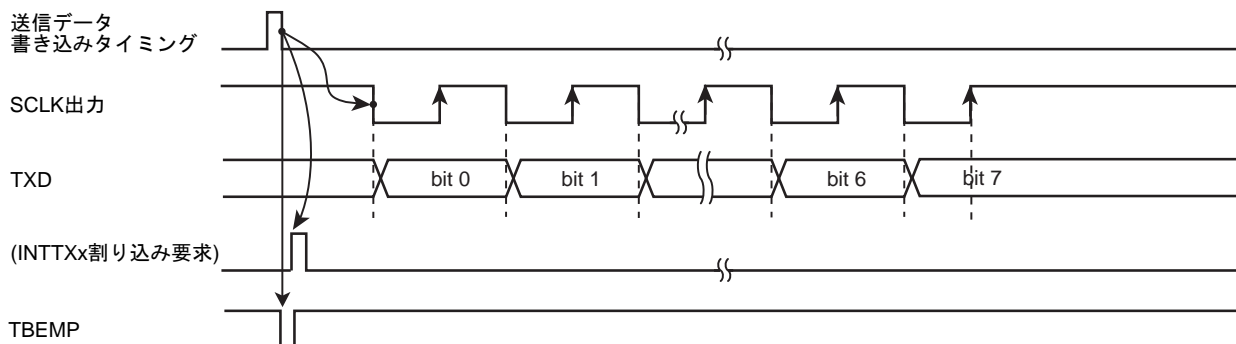 送信データ
書き込みタイミング
SCLK出力
TXD
bit 0
bit 1
bit 6
bit 7
(INTTXx割り込み要求)
TBEMP